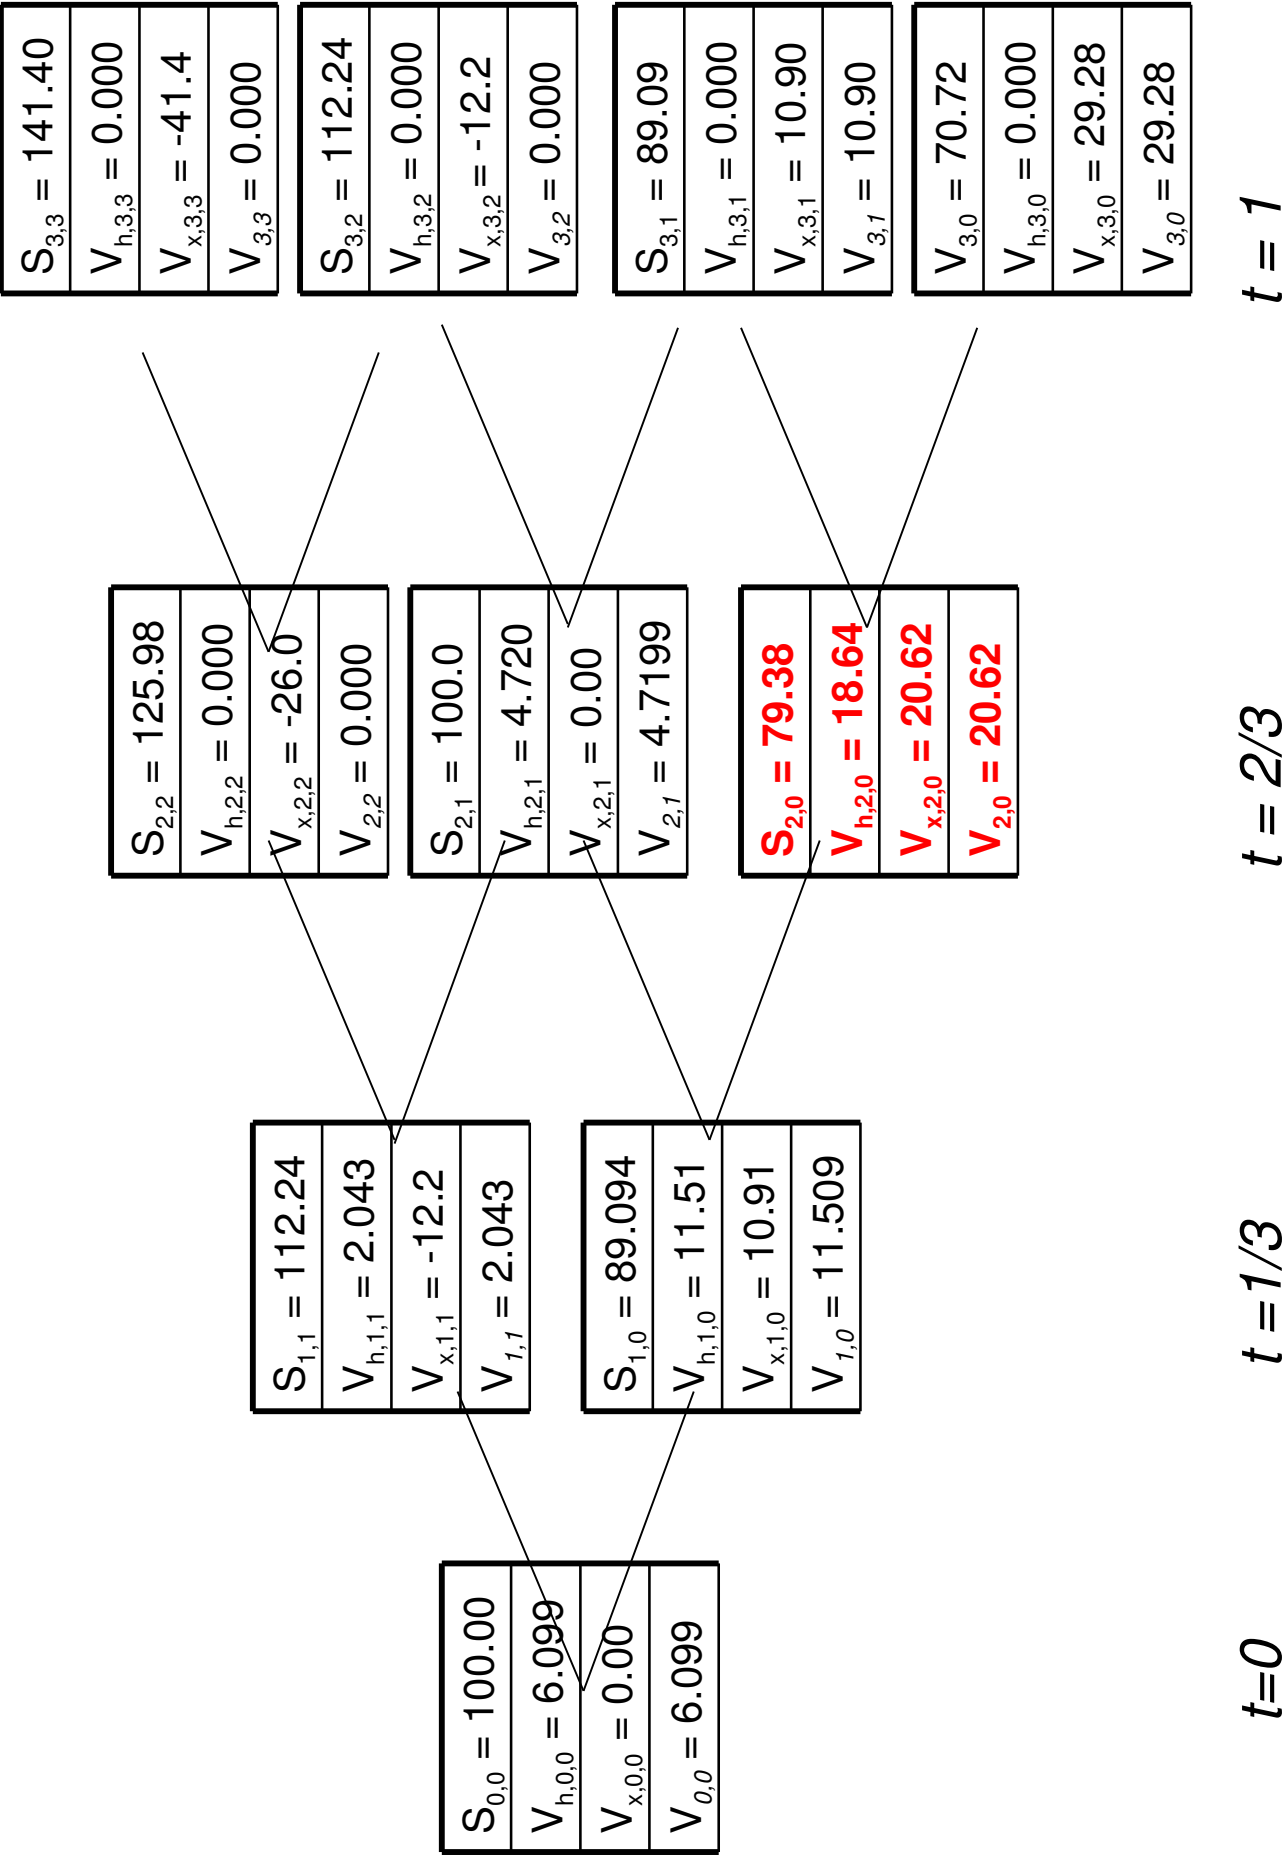 S0,0 = 100.00
Vh,0,0 = 6.099
Vx,0,0 = 0.00
V0,0 = 6.099
S1,1 = 112.24
Vh,1,1 = 2.043
Vx,1,1 = -12.2
V1,1 = 2.043
S1,0 = 89.094
Vh,1,0 = 11.51
Vx,1,0 = 10.91
V1,0 = 11.509
S2,2 = 125.98
Vh,2,2 = 0.000
Vx,2,2 = -26.0
V2,2 = 0.000
S2,1 = 100.0
Vh,2,1 = 4.720
Vx,2,1 = 0.00
V2,1 = 4.7199
S2,0 = 79.38
Vh,2,0 = 18.64
Vx,2,0 = 20.62
V2,0 = 20.62
S3,3 = 141.40
Vh,3,3 = 0.000
Vx,3,3 = -41.4
V3,3 = 0.000
S3,2 = 112.24
Vh,3,2 = 0.000
Vx,3,2 = -12.2
V3,2 = 0.000
S3,1 = 89.09
Vh,3,1 = 0.000
Vx,3,1 = 10.90
V3,1 = 10.90
V3,0 = 70.72
Vh,3,0 = 0.000
Vx,3,0 = 29.28
V3,0 = 29.28
t=0
t =1/3
t = 2/3
t = 1